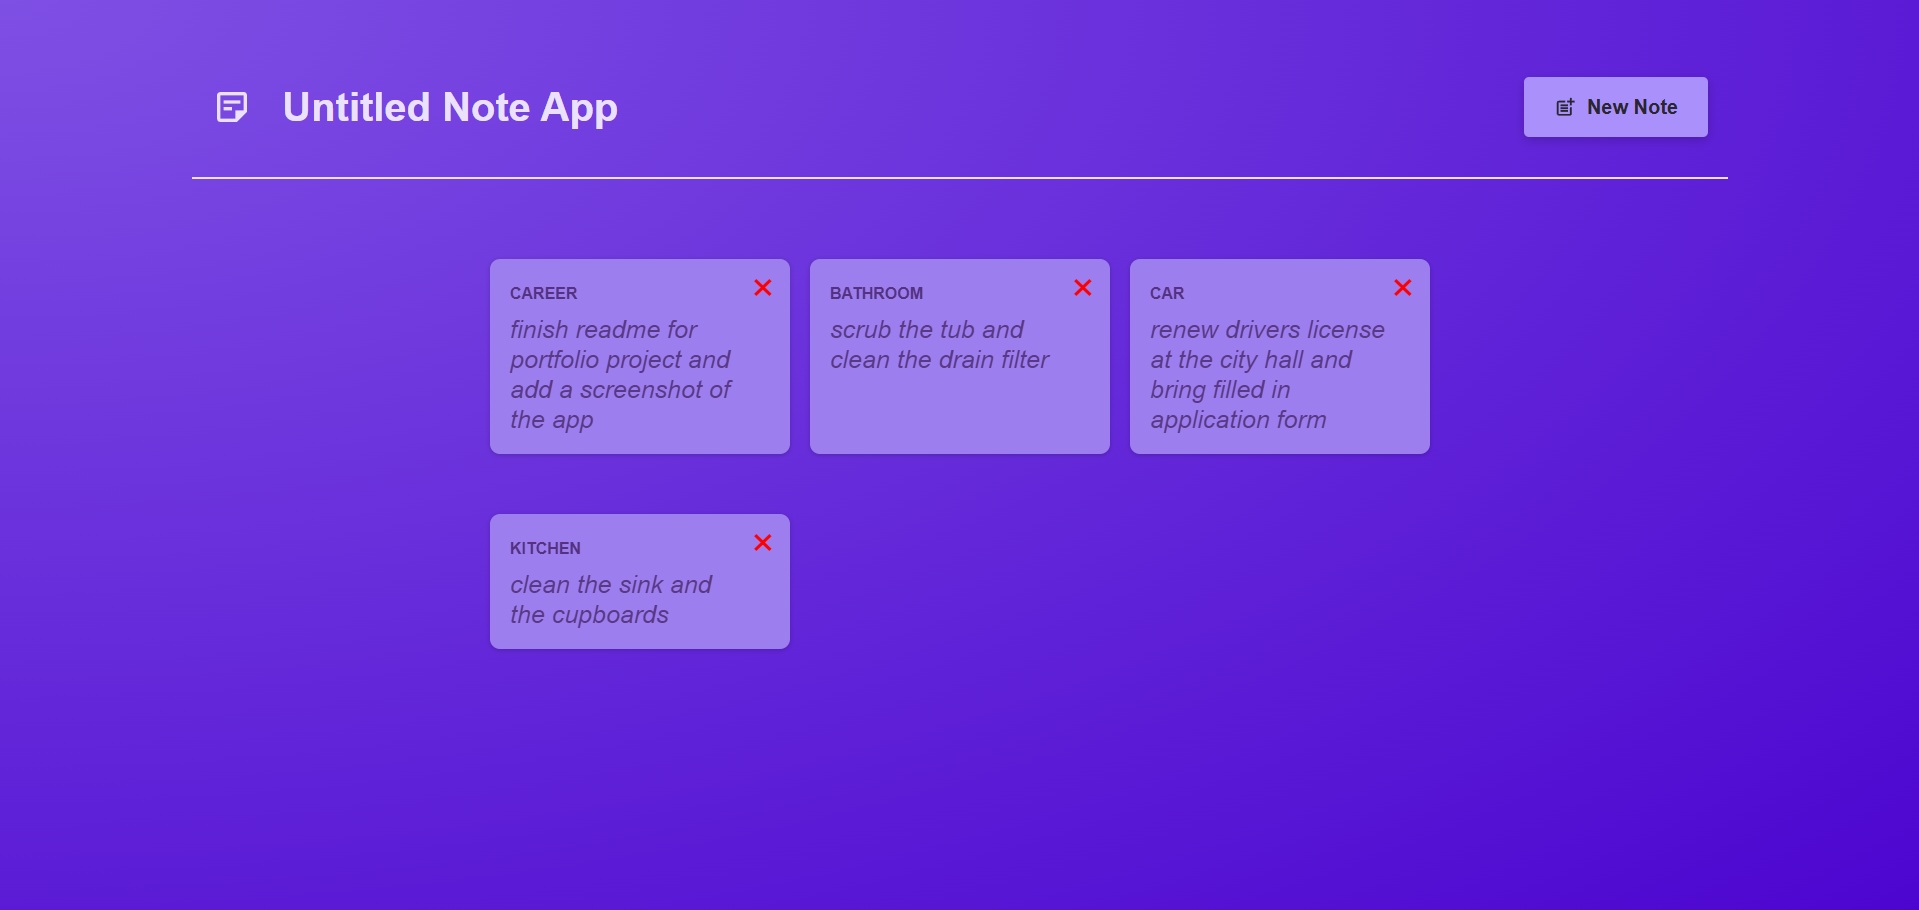 Untitled Note App
New Note
CAREER
finish readme for
portfolio project and
add a screenshot of
the app
BATHROOM
scrub the tub and
clean the drain filter
CAR
renew drivers license
at the city hall and
bring filled in
application form
KITCHEN
clean the sink and
the cupboards